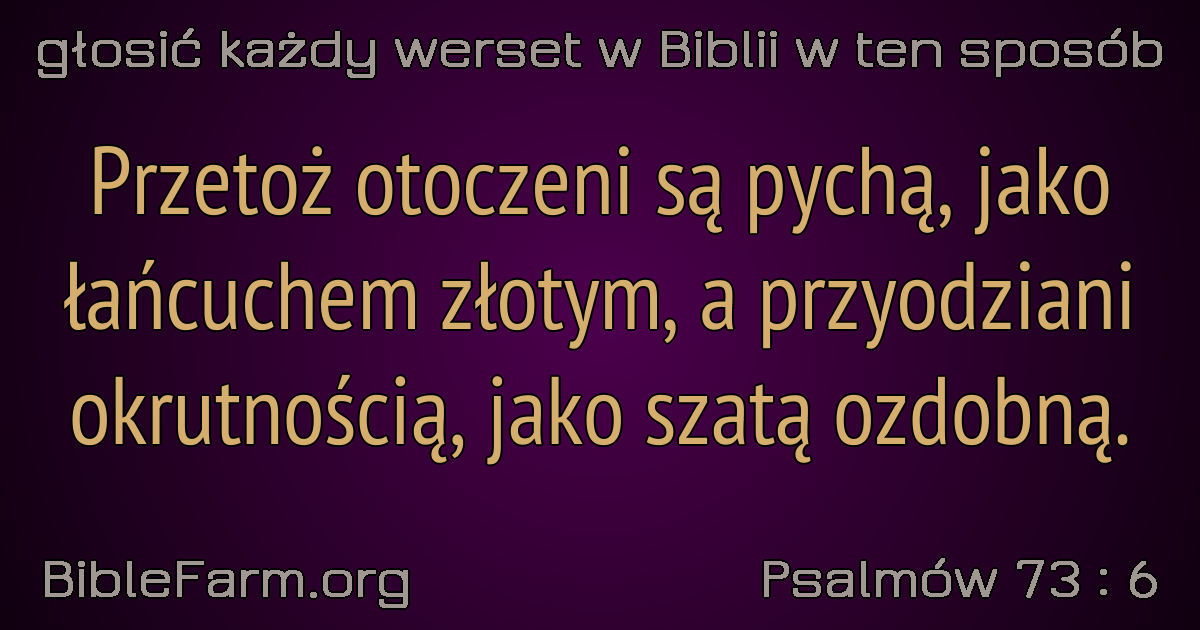 głosić każdy werset w Biblii w ten sposób
Przetoż otoczeni są pychą, jako
łańcuchem złotym, a przyodziani
okrutnością, jako szatą ozdobną.
BibleFarm.org
Psalmów 73 : 6